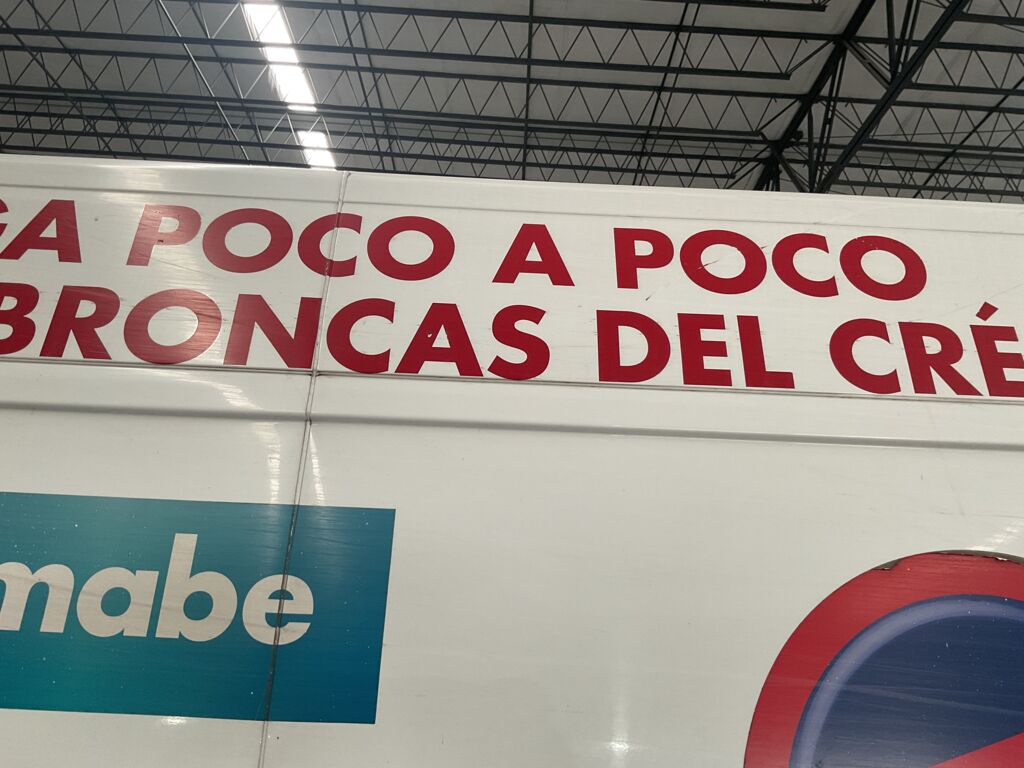 GA POCO A POCO
BRONCAS DEL CRÉ
mabe